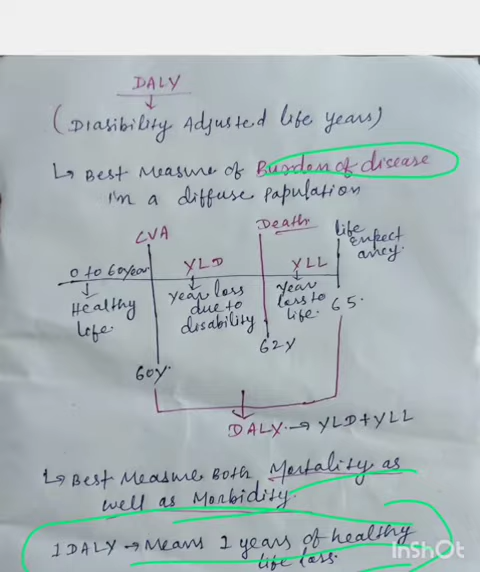 DALY
(Diasibility Adjusted life years)
↳ Best Measure of Burden of disease
in a diffuse population
CVA
Death
life
Enpect
ancy.
0 to 60year
YLD
YLL
Healthy
life.
year loss
due to
disability
year
loss to
life.
65.
62y
60y.
DALY → YLD + YLL
↳ Best Measure Both Mortality as
well as Morbidity.
1 DALY → Means 1 years of healthy
life loss.
InShOt